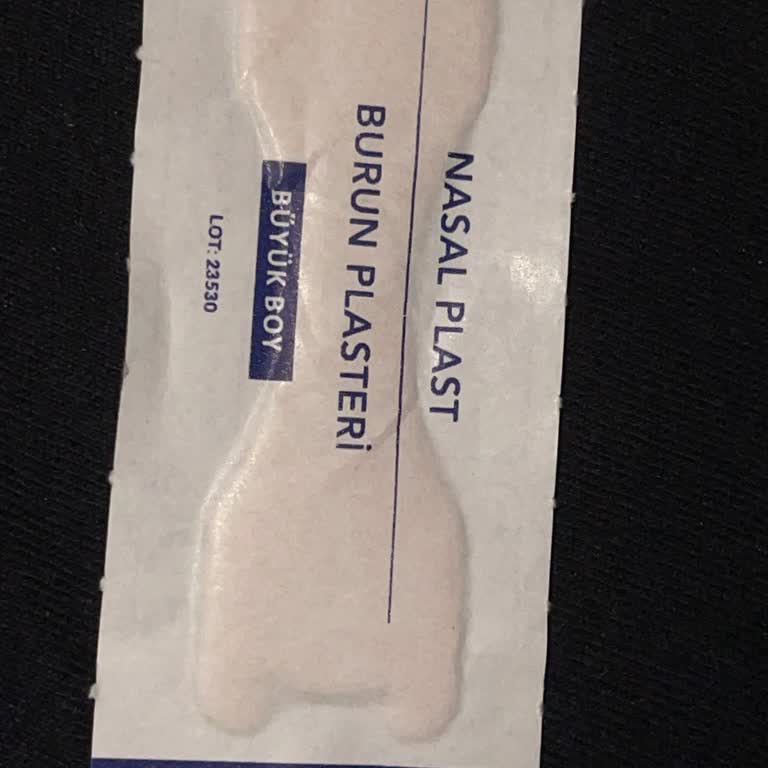 NASAL PLAST
BURUN PLASTERİ
BÜYÜK BOY
LOT: 23530